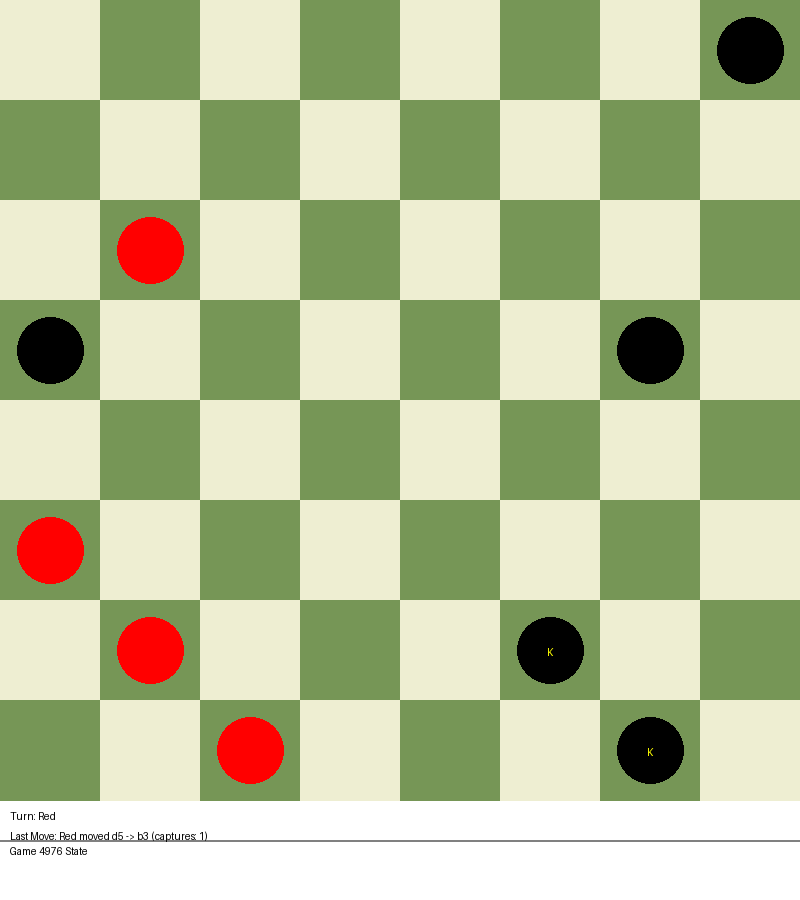 K
K
Turn: Red
Last Move: Red moved d5 -> b3 (captures: 1)
Game 4976 State